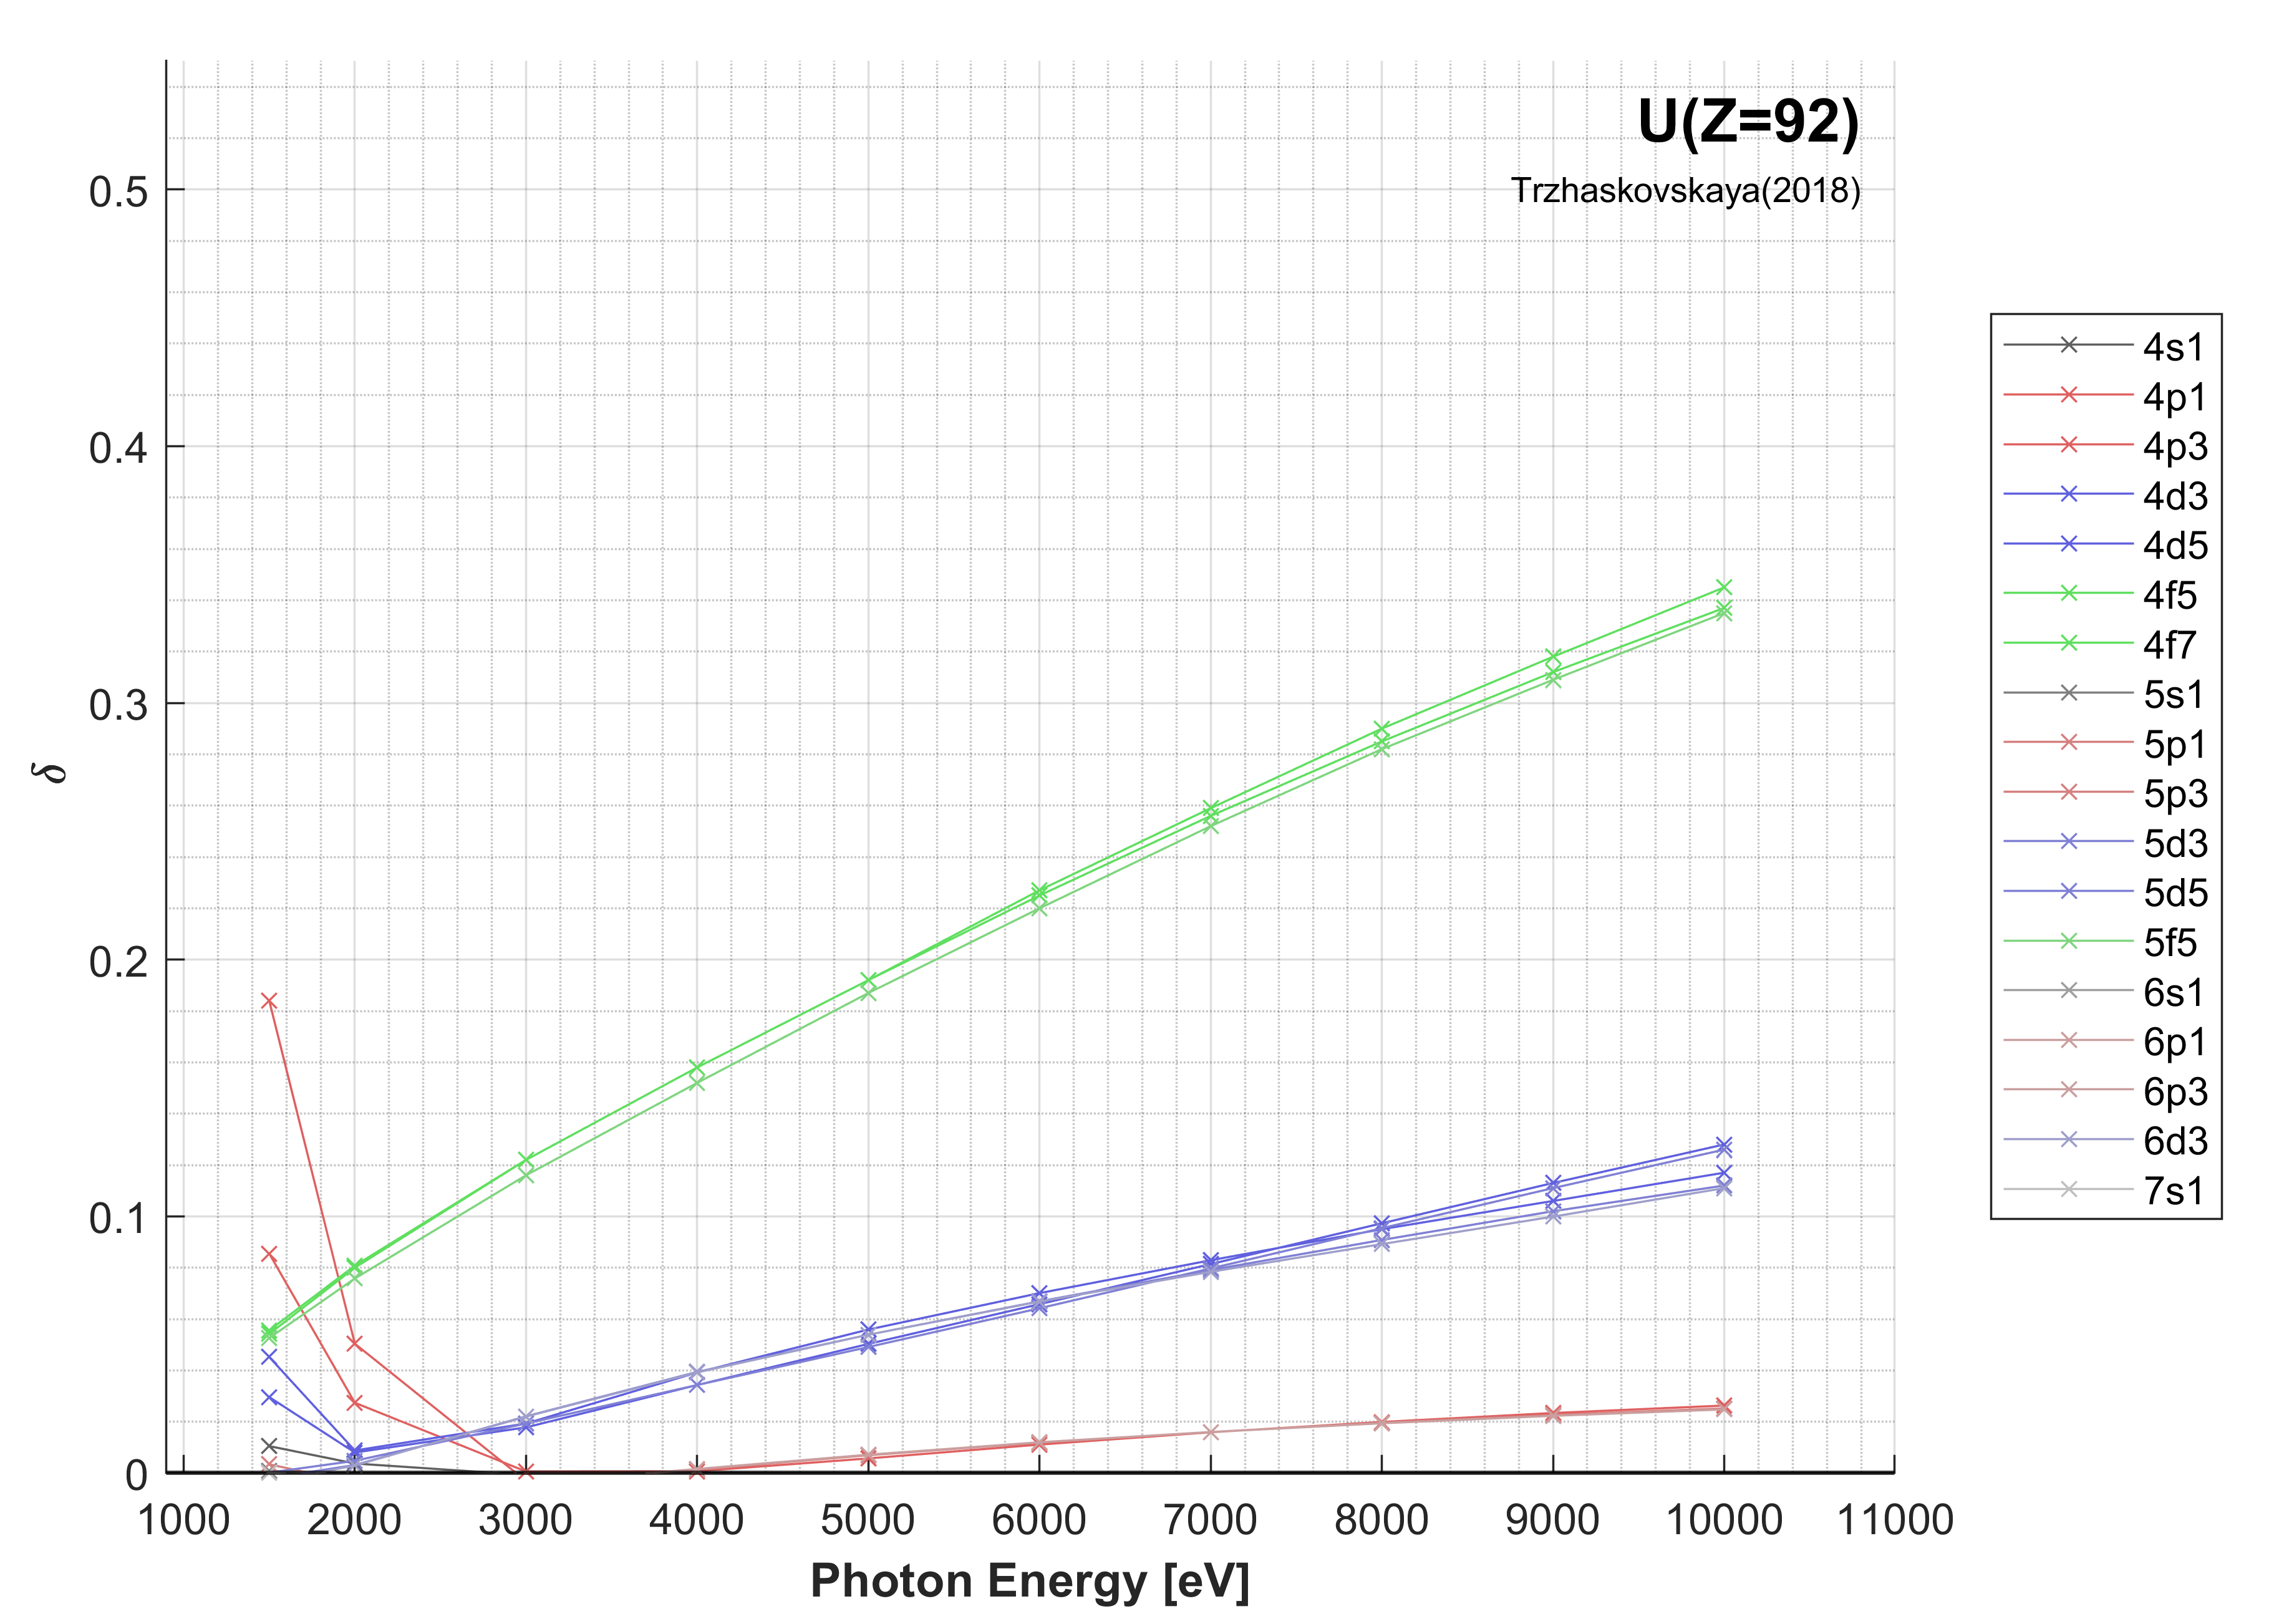 U(Z=92)
Trzhaskovskaya(2018)
0.5
0.4
0.3
0.2
0.1
0
δ
1000 2000 3000 4000 5000 6000 7000 8000 9000 10000 11000
Photon Energy [eV]
4s1
4p1
4p3
4d3
4d5
4f5
4f7
5s1
5p1
5p3
5d3
5d5
5f5
6s1
6p1
6p3
6d3
7s1